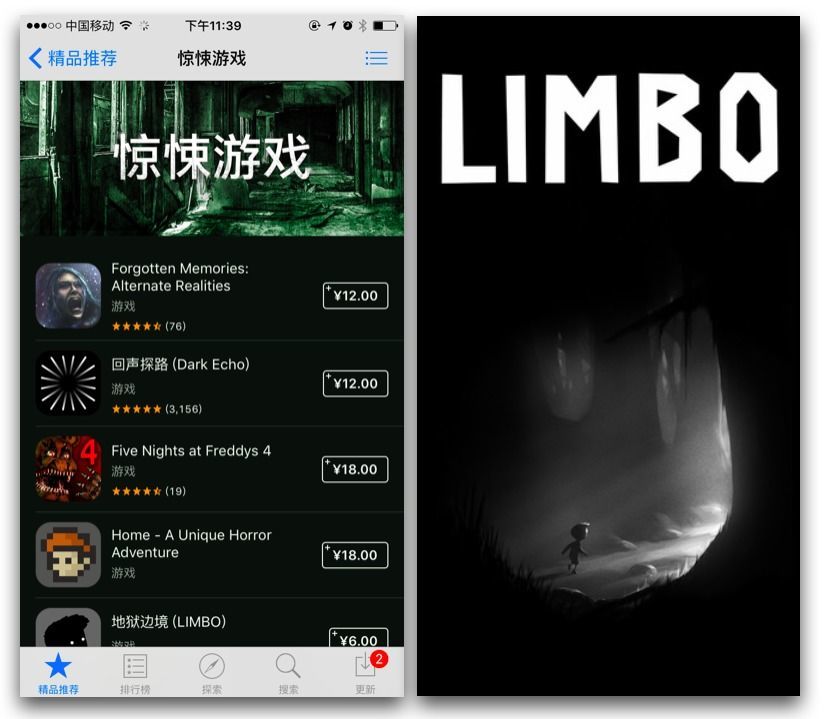 中国移动
下午11:39
精品推荐
惊悚游戏
惊悚游戏
Forgotten Memories:
Alternate Realities
游戏
(76)
+ ¥12.00
回声探路 (Dark Echo)
游戏
(3,156)
+ ¥12.00
4
Five Nights at Freddys 4
游戏
(19)
+ ¥18.00
Home - A Unique Horror
Adventure
游戏
+ ¥18.00
地狱边境 (LIMBO)
游戏
+ ¥6.00
精品推荐
排行榜
探索
搜索
2
更新
LIMBO